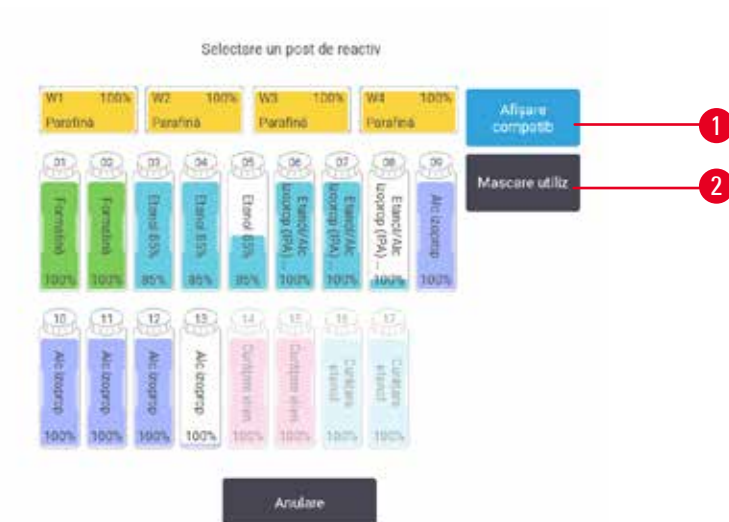 Selectare un post de reactiv
W1 100% W2 100% W3 100% W4 100%
Parafină Parafină Parafină Parafină
Afișare
compatib
1
Mascare utiliz
2
01 02 03 04 05 06 07 08 09
Formalină
Formalină
Etanol 85%
Etanol 85%
Etanol 85%
Etanol/Alc
izoprop (IPA) ...
Etanol/Alc
izoprop (IPA) ...
Etanol/Alc
izoprop (IPA) ...
Alc izoprop
100% 100% 85% 85% 85% 100% 100% 100% 100%
10 11 12 13 14 15 16 17
Alc izoprop
Alc izoprop
Alc izoprop
Alc izoprop
Curățare
etanol
Curățare
etanol
100% 100% 100% 100% 100% 100% 100% 100%
Anulare